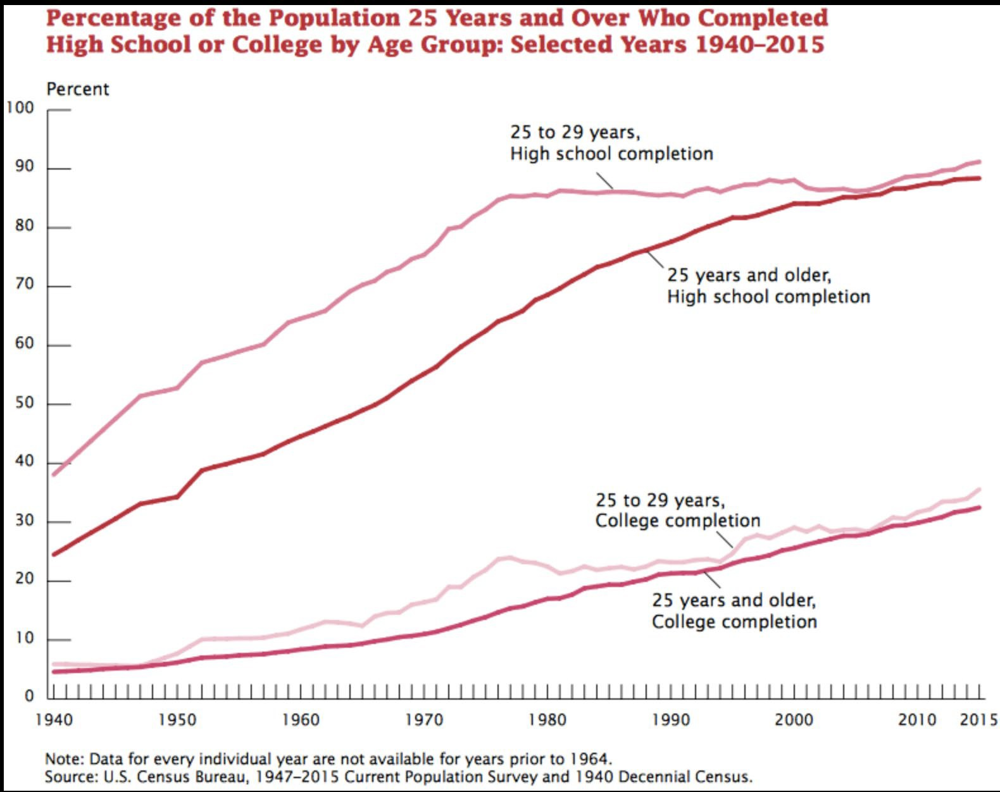 Percentage of the Population 25 Years and Over Who Completed
High School or College by Age Group: Selected Years 1940–2015
Percent
100
90
80
70
60
50
40
30
20
10
0
25 to 29 years,
High school completion
25 years and older,
High school completion
25 to 29 years,
College completion
25 years and older,
College completion
1940 1950 1960 1970 1980 1990 2000 2010 2015
Note: Data for every individual year are not available for years prior to 1964.
Source: U.S. Census Bureau, 1947–2015 Current Population Survey and 1940 Decennial Census.